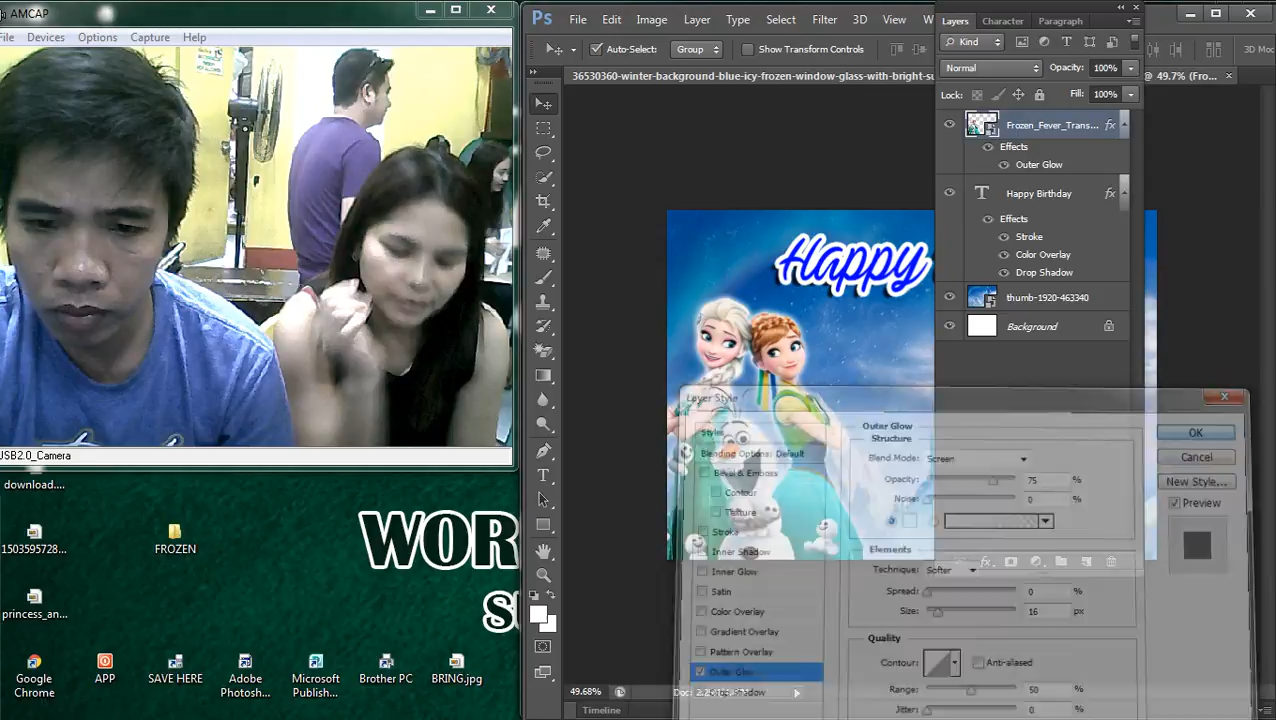 AMCAP
File Devices Options Capture Help
USB2.0_Camera
download....
1503595728...
FROZEN
princess_an...
WOR
Google Chrome
APP
SAVE HERE
Adobe Photosh...
Microsoft Publish...
Brother PC
BRING.jpg
Ps File Edit Image Layer Type Select Filter 3D View
Auto-Select: Group Show Transform Controls
3D Mod
36530360-winter-background-blue-icy-frozen-window-glass-with-bright-su
@ 49.7% (Fro...
Happy
49.68%
Timeline
Layers Character Paragraph
Kind
Normal Opacity: 100%
Lock: Fill: 100%
Frozen_Fever_Trans... fx
Effects
Outer Glow
T Happy Birthday fx
Effects
Stroke
Color Overlay
Drop Shadow
thumb-1920-463340
Background
Layer Style
Styles
Blending Options: Default
Bevel & Emboss
Contour
Texture
Stroke
Inner Shadow
Inner Glow
Satin
Color Overlay
Gradient Overlay
Pattern Overlay
Outer Glow
Outer Glow
Structure
Blend Mode: Screen
Opacity: 75 %
Noise: 0 %
Elements
Technique: Softer
Spread: 0 %
Size: 16 px
Quality
Contour: Anti-aliased
Range: 50 %
Jitter: 0 %
OK
Cancel
New Style...
Preview